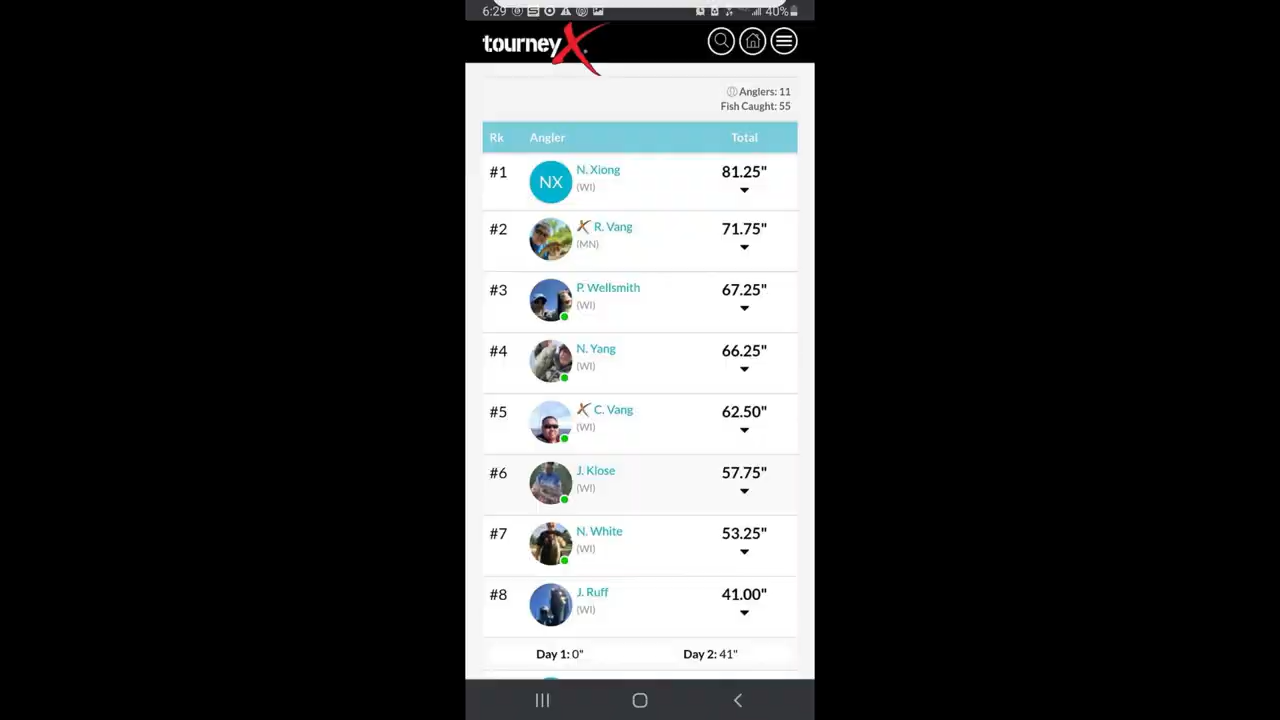 6:29
40%
tourneyX
Anglers: 11
Fish Caught: 55
Rk Angler Total
#1 NX N. Xiong 81.25"
(WI)
#2 R. Vang 71.75"
(MN)
#3 P. Wellsmith 67.25"
(WI)
#4 N. Yang 66.25"
(WI)
#5 C. Vang 62.50"
(WI)
#6 J. Klose 57.75"
(WI)
#7 N. White 53.25"
(WI)
#8 J. Ruff 41.00"
(WI)
Day 1: 0" Day 2: 41"